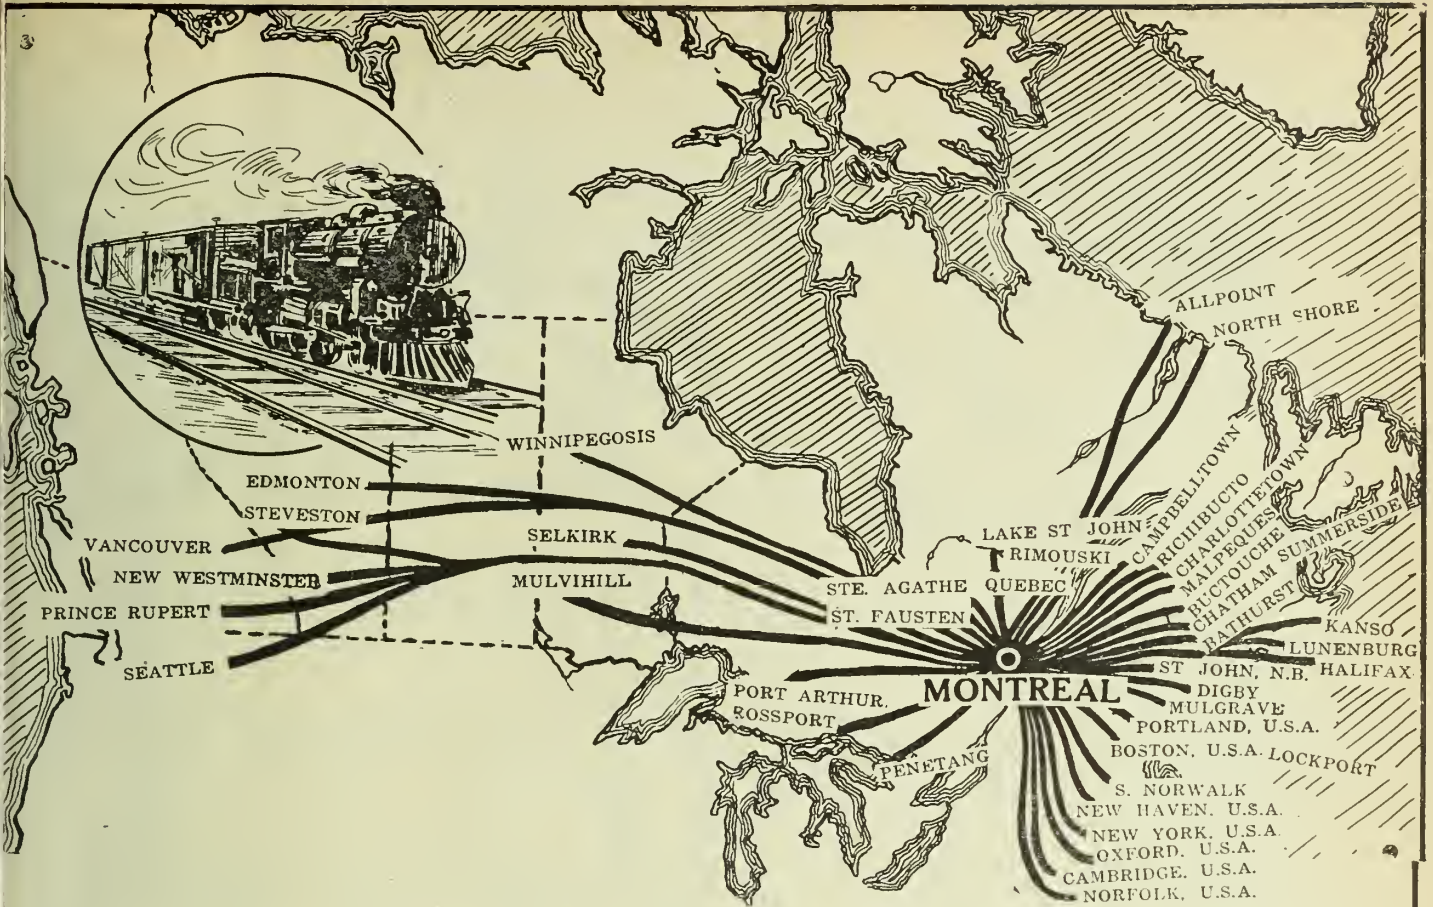 ALLPOINT
NORTH SHORE
WINNIPEGOSIS
EDMONTON
STEVESTON
VANCOUVER
NEW WESTMINSTER
PRINCE RUPERT
SEATTLE
SELKIRK
MULVIHILL
LAKE ST JOHN
RIMOUSKI
STE. AGATHE
QUEBEC
ST. FAUSTEN
CAMPBELLTOWN
RICHIBUCTO
CHARLOTTETOWN
MALPEQUES
BUCTOUCHE
CHATHAM
SUMMERSIDE
BATHURST
KANSO
LUNENBURG
HALIFAX
ST JOHN, N.B.
MONTREAL
DIGBY
MULGRAVE
PORTLAND, U.S.A.
BOSTON, U.S.A.
LOCKPORT
PORT ARTHUR.
ROSSPORT
PENETANG
S. NORWALK
NEW HAVEN. U.S.A.
NEW YORK. U.S.A.
OXFORD. U.S.A.
CAMBRIDGE. U.S.A.
NORFOLK, U.S.A.